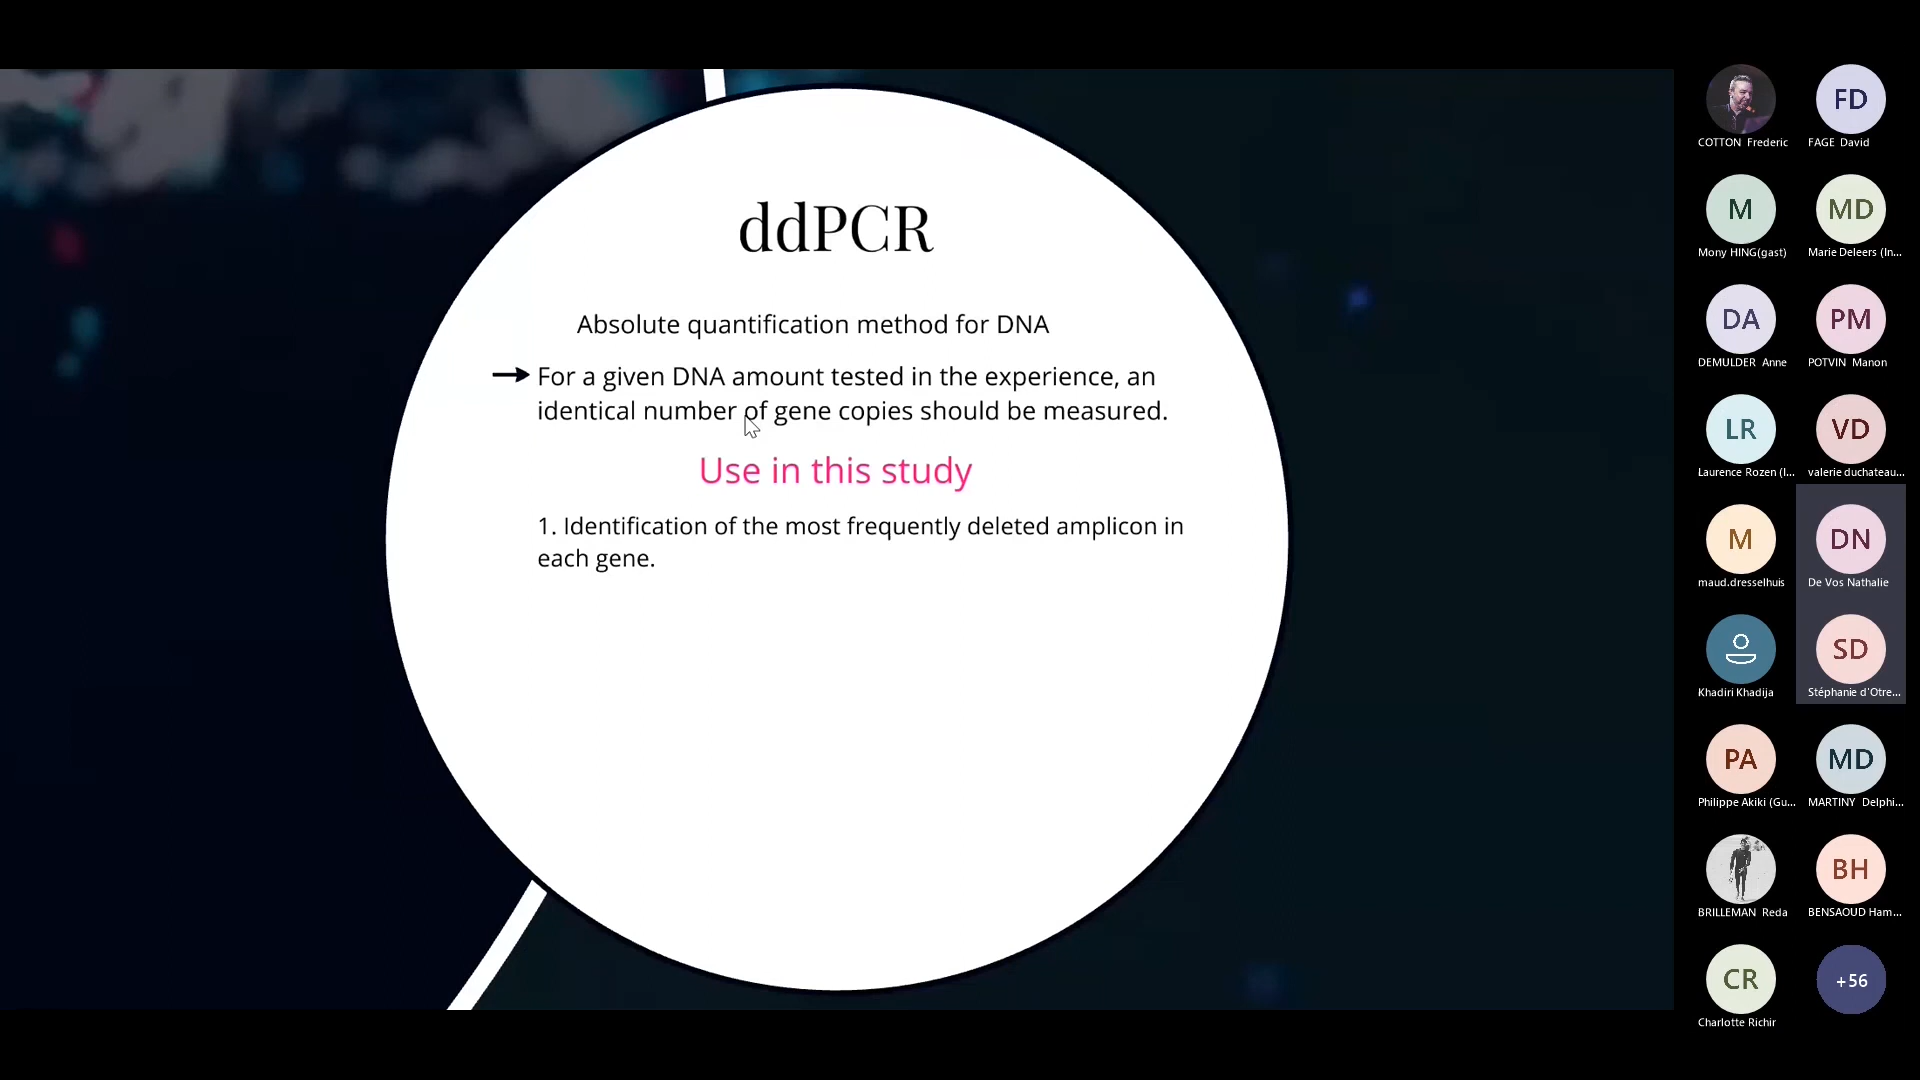 ddPCR
Absolute quantification method for DNA
For a given DNA amount tested in the experience, an
identical number of gene copies should be measured.
Use in this study
1. Identification of the most frequently deleted amplicon in
each gene.
COTTON Frederic
FD
FAGE David
M
Mony HING(gast)
MD
Marie Deleers (In...
DA
DEMULDER Anne
PM
POTVIN Manon
LR
Laurence Rozen (I...
VD
valerie duchateau...
M
maud.dresselhuis
DN
De Vos Nathalie
Khadiri Khadija
SD
Stéphanie d'Otre...
PA
Philippe Akiki (Gu...
MD
MARTINY Delphi...
BRILLEMAN Reda
BH
BENSAOUD Ham...
CR
Charlotte Richir
+56